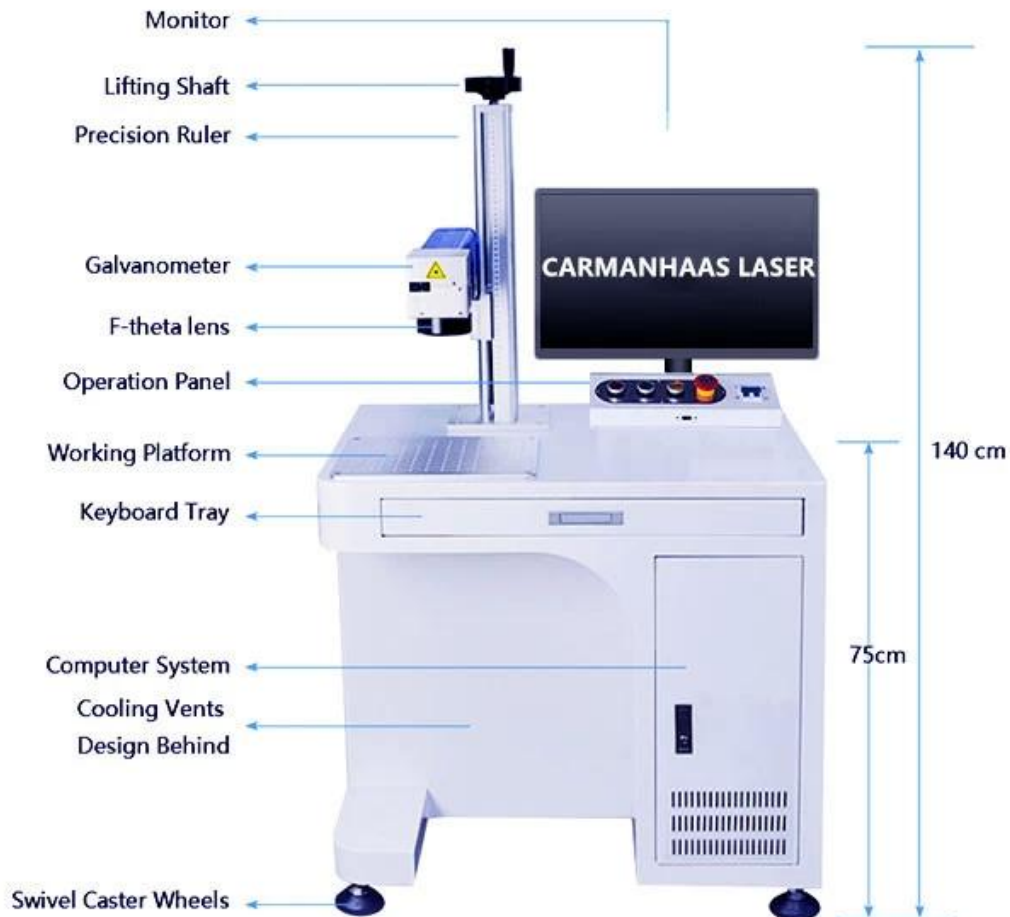 Monitor
Lifting Shaft
Precision Ruler
Galvanometer
CARMANHAAS LASER
F-theta lens
Operation Panel
Working Platform
140 cm
Keyboard Tray
75cm
Computer System
Cooling Vents
Design Behind
Swivel Caster Wheels